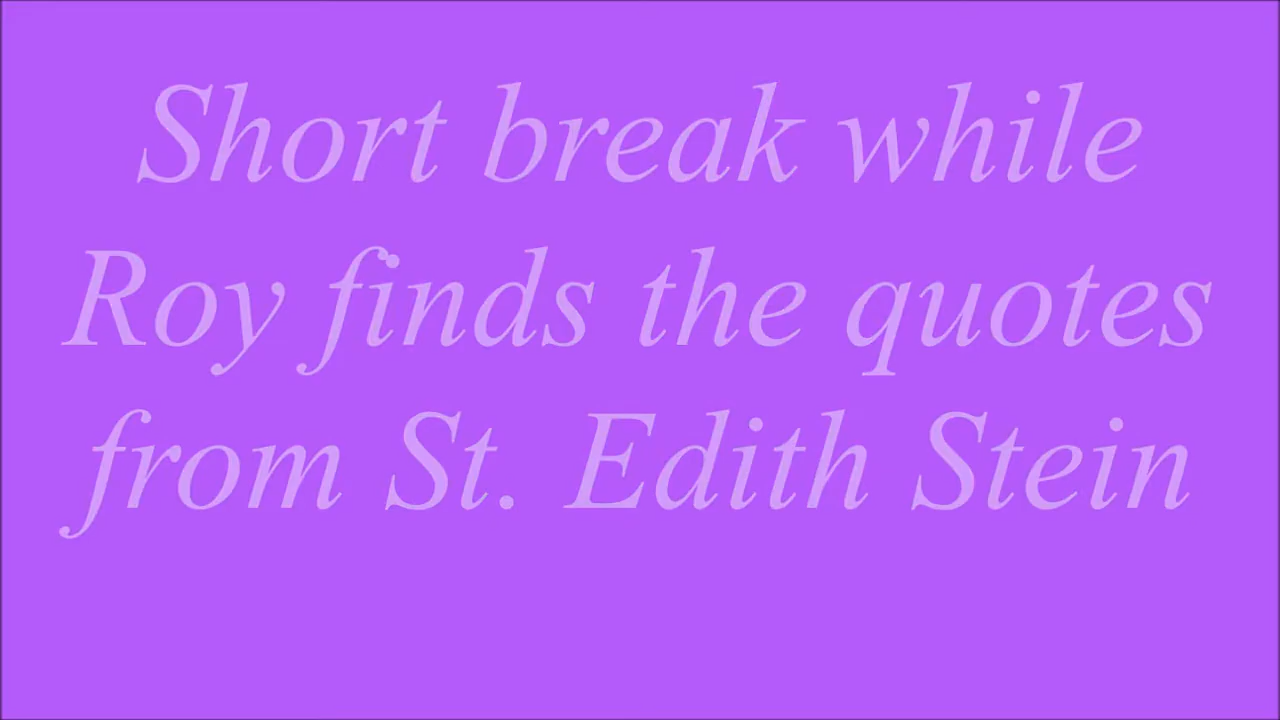 Short break while
Roy finds the quotes
from St. Edith Stein